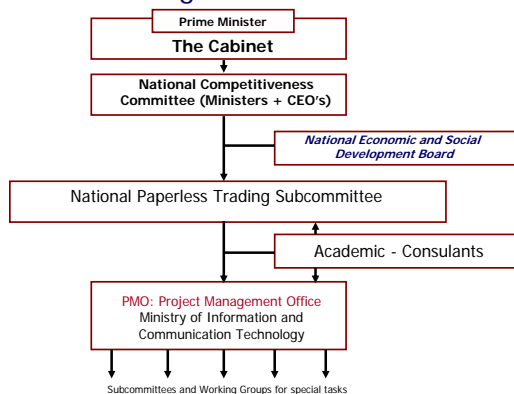 Prime Minister
The Cabinet
National Competitiveness
Committee (Ministers + CEO's)
National Economic and Social
Development Board
National Paperless Trading Subcommittee
Academic - Consulants
PMO: Project Management Office
Ministry of Information and
Communication Technology
Subcommittees and Working Groups for special tasks